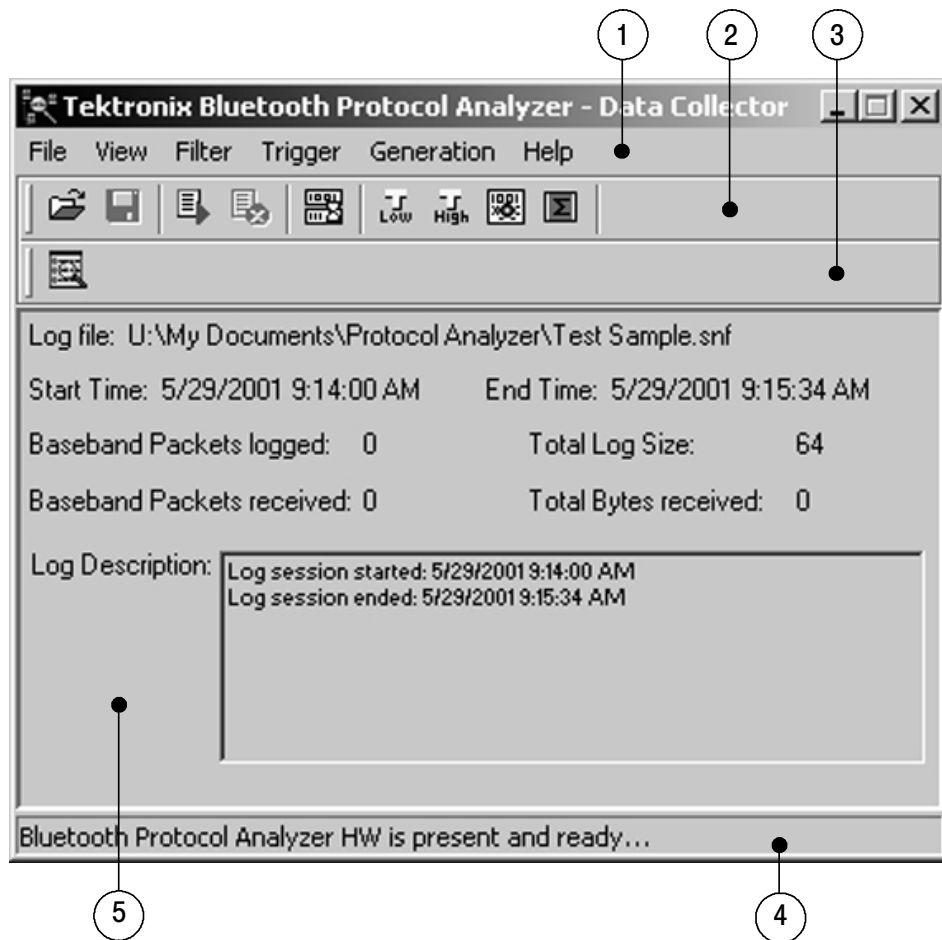 1 2 3
Tektronix Bluetooth Protocol Analyzer - Data Collector
File View Filter Trigger Generation Help
Low High
Log file: U:\My Documents\Protocol Analyzer\Test Sample.snf
Start Time: 5/29/2001 9:14:00 AM End Time: 5/29/2001 9:15:34 AM
Baseband Packets logged: 0 Total Log Size: 64
Baseband Packets received: 0 Total Bytes received: 0
Log Description: Log session started: 5/29/2001 9:14:00 AM
Log session ended: 5/29/2001 9:15:34 AM
Bluetooth Protocol Analyzer HW is present and ready...
5 4